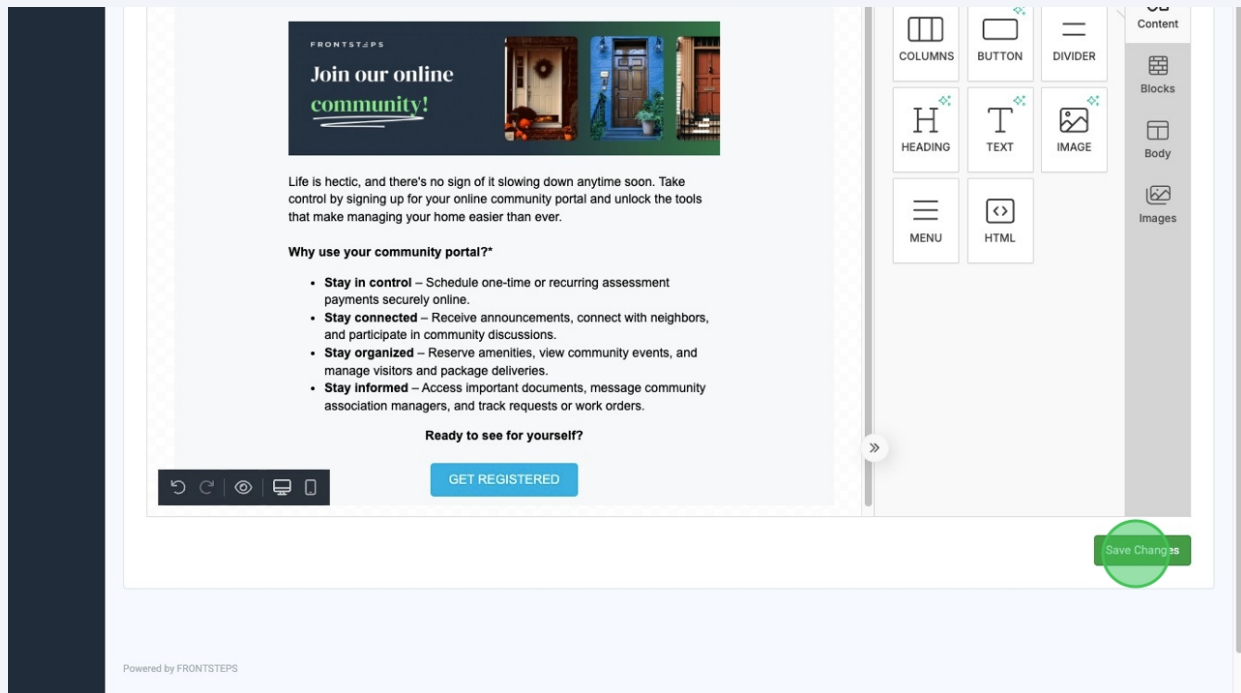 FRONTSTEPS
Join our online
community!
Life is hectic, and there's no sign of it slowing down anytime soon. Take
control by signing up for your online community portal and unlock the tools
that make managing your home easier than ever.
Why use your community portal?*
• Stay in control – Schedule one-time or recurring assessment
payments securely online.
• Stay connected – Receive announcements, connect with neighbors,
and participate in community discussions.
• Stay organized – Reserve amenities, view community events, and
manage visitors and package deliveries.
• Stay informed – Access important documents, message community
association managers, and track requests or work orders.
Ready to see for yourself?
GET REGISTERED
COLUMNS
BUTTON
DIVIDER
HEADING
TEXT
IMAGE
MENU
HTML
Content
Blocks
Body
Images
Save Changes
Powered by FRONTSTEPS